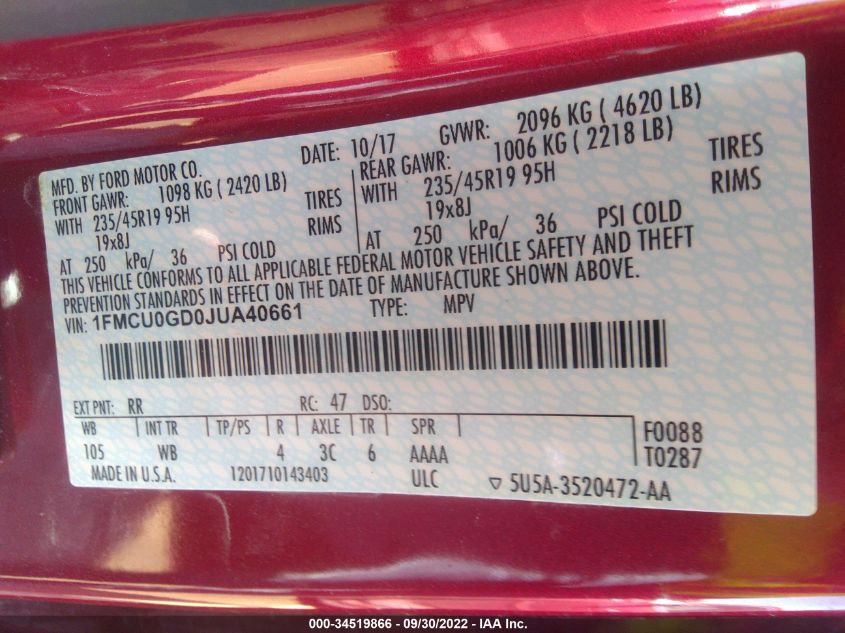 MFD. BY FORD MOTOR CO.
DATE: 10/17 GVWR: 2096 KG ( 4620 LB)
FRONT GAWR: 1098 KG ( 2420 LB)
WITH 235/45R19 95H TIRES
19x8J RIMS
AT 250 kPa/ 36 PSI COLD
REAR GAWR: 1006 KG ( 2218 LB)
WITH 235/45R19 95H TIRES
19x8J RIMS
AT 250 kPa/ 36 PSI COLD
THIS VEHICLE CONFORMS TO ALL APPLICABLE FEDERAL MOTOR VEHICLE SAFETY AND THEFT
PREVENTION STANDARDS IN EFFECT ON THE DATE OF MANUFACTURE SHOWN ABOVE.
VIN: 1FMCU0GD0JUA40661 TYPE: MPV
EXT PNT: RR RC: 47 DSO:
WB INT TR TP/PS R AXLE TR SPR
105 WB 4 3C 6 AAAA
F0088
T0287
MADE IN U.S.A. 1201710143403 ULC ▽ 5U5A-3520472-AA
000-34519866 - 09/30/2022 - IAA Inc.